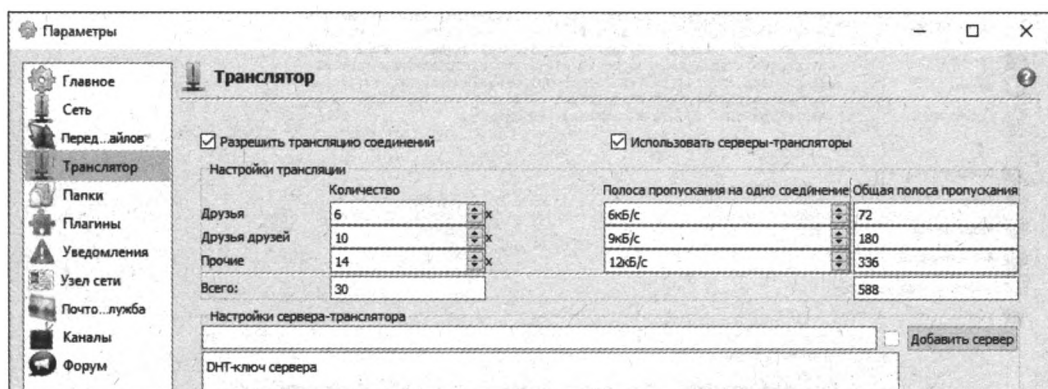 Параметры
Главное
Сеть
Перед...айлов
Транслятор
Папки
Плагины
Уведомления
Узел сети
Почто...лужба
Каналы
Форум
Транслятор
Разрешить трансляцию соединений
Использовать серверы-трансляторы
Настройки трансляции
Количество Полоса пропускания на одно соединение Общая полоса пропускания
Друзья 6 x 6кБ/с 72
Друзья друзей 10 x 9кБ/с 180
Прочие 14 x 12кБ/с 336
Всего: 30 588
Настройки сервера-транслятора
Добавить сервер
DHT-ключ сервера